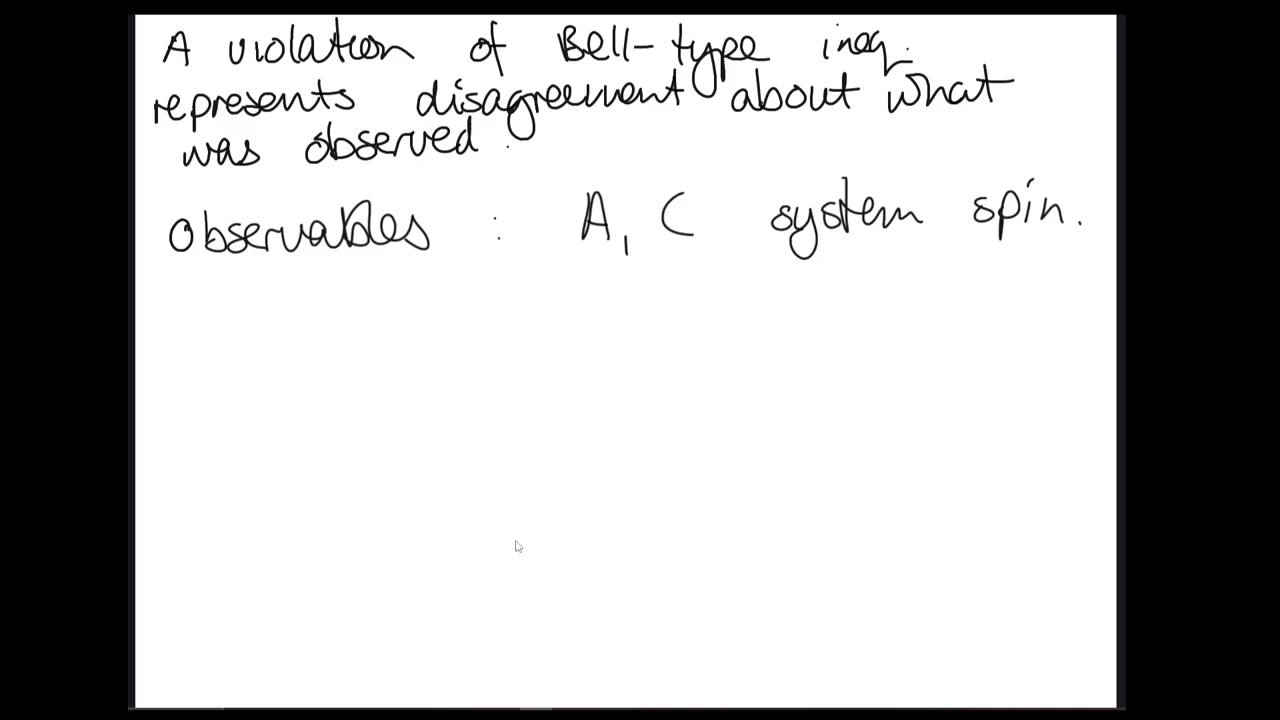 A violation of Bell-type ineq.
represents disagreement about what
was observed.
Observables : A, C system spin.